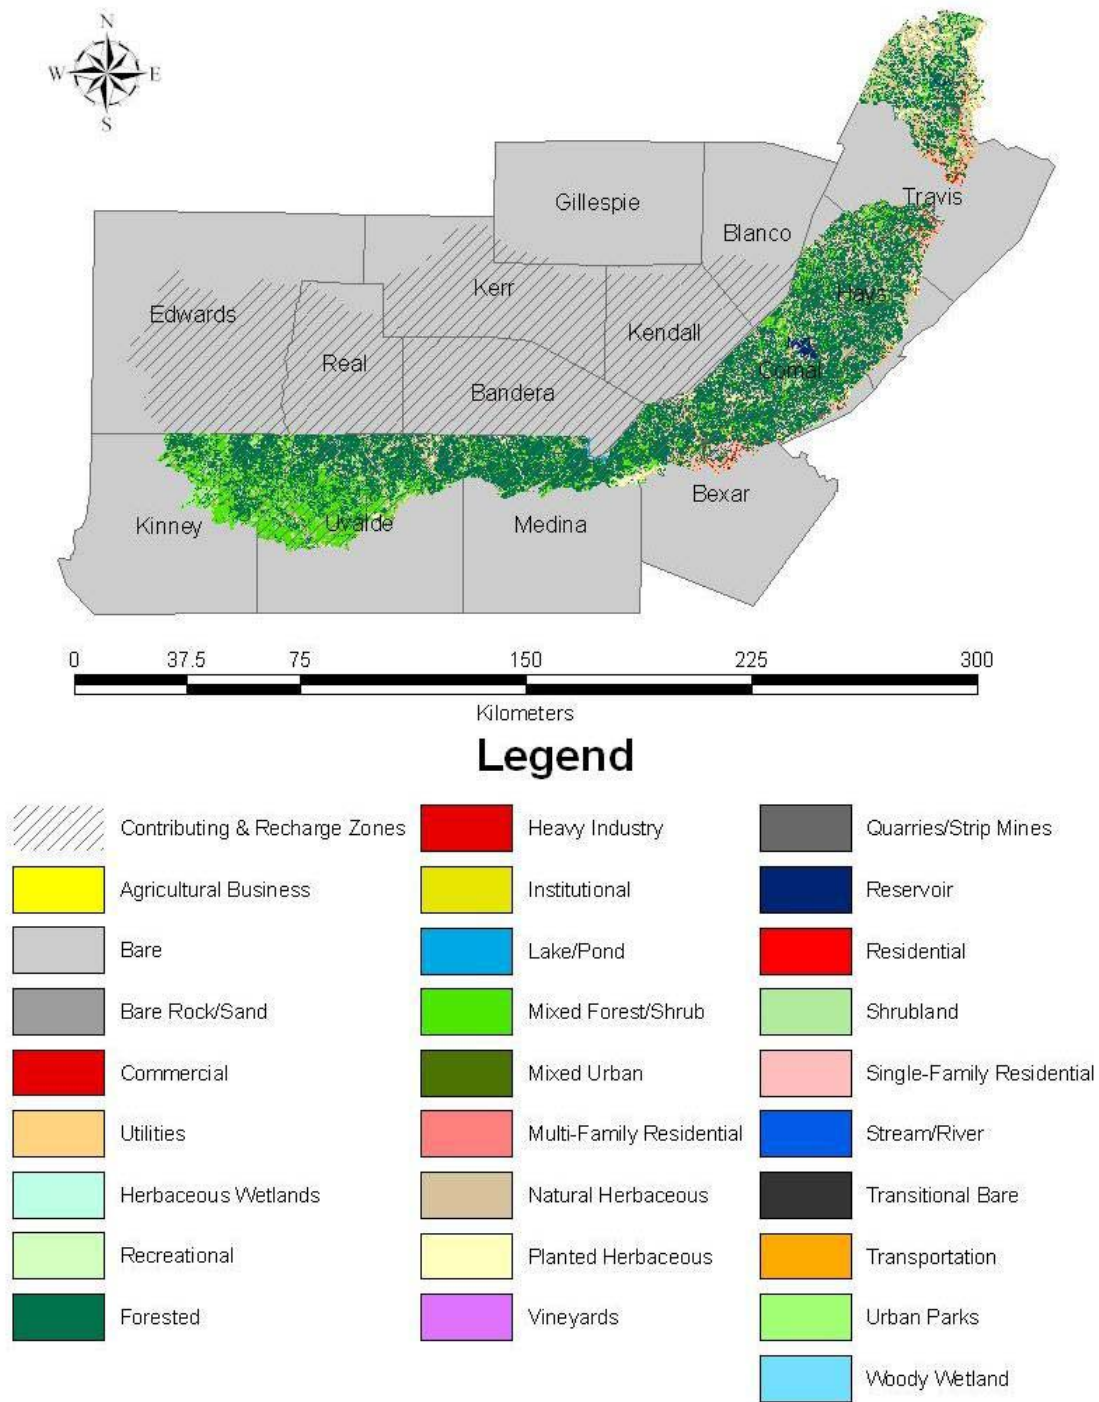 N
W E
S
Gillespie
Travis
Blanco
Kerr
Hays
Edwards
Kendall
Real
Comal
Bandera
Bexar
Kinney
Uvalde
Medina
0 37.5 75 150 225 300
Kilometers
Legend
Contributing & Recharge Zones
Agricultural Business
Bare
Bare Rock/Sand
Commercial
Utilities
Herbaceous Wetlands
Recreational
Forested
Heavy Industry
Institutional
Lake/Pond
Mixed Forest/Shrub
Mixed Urban
Multi-Family Residential
Natural Herbaceous
Planted Herbaceous
Vineyards
Quarries/Strip Mines
Reservoir
Residential
Shrubland
Single-Family Residential
Stream/River
Transitional Bare
Transportation
Urban Parks
Woody Wetland